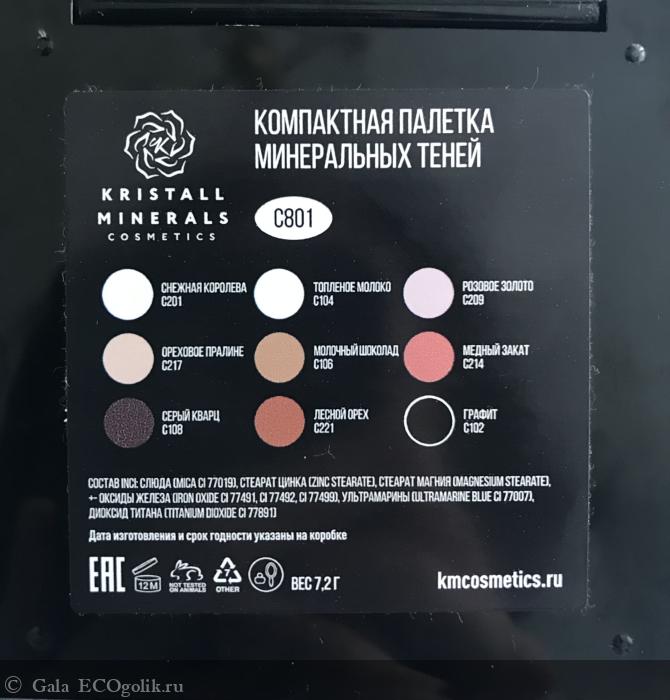 KRISTALL
MINERALS
COSMETICS
КОМПАКТНАЯ ПАЛЕТКА
МИНЕРАЛЬНЫХ ТЕНЕЙ
C801
СНЕЖНАЯ КОРОЛЕВА
C201
ТОПЛЕНОЕ МОЛОКО
C104
РОЗОВОЕ ЗОЛОТО
C209
ОРЕХОВОЕ ПРАЛИНЕ
C217
МОЛОЧНЫЙ ШОКОЛАД
C106
МЕДНЫЙ ЗАКАТ
C214
СЕРЫЙ КВАРЦ
C108
ЛЕСНОЙ ОРЕХ
C221
ГРАФИТ
C102
СОСТАВ INCI: СЛЮДА (MICA CI 77019), СТЕАРАТ ЦИНКА (ZINC STEARATE), СТЕАРАТ МАГНИЯ (MAGNESIUM STEARATE),
+- ОКСИДЫ ЖЕЛЕЗА (IRON OXIDE CI 77491, CI 77492, CI 77499), УЛЬТРАМАРИНЫ (ULTRAMARINE BLUE CI 77007),
ДИОКСИД ТИТАНА (TITANIUM DIOXIDE CI 77891)
Дата изготовления и срок годности указаны на коробке
EAC
12M
NOT TESTED
ON ANIMALS
7
OTHER
ВЕС 7,2 Г
kmcosmetics.ru
© Gala ECOgolik.ru